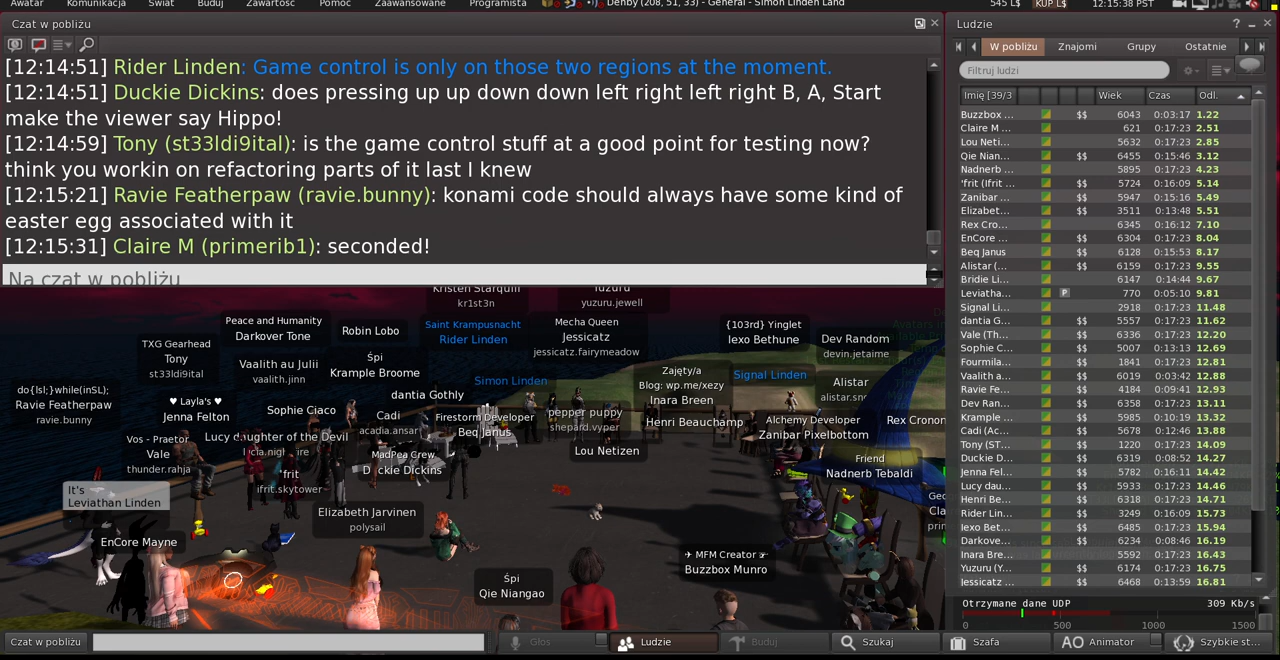 Awatar Komunikacja Świat Buduj Zawartość Pomoc Zaawansowane Programista Denby (208, 51, 33) - General - Simon Linden Land 545 L$ KUP L$ 12:15:38 PST
Czat w pobliżu
[12:14:51] Rider Linden: Game control is only on those two regions at the moment.
[12:14:51] Duckie Dickins: does pressing up up down down left right left right B, A, Start
make the viewer say Hippo!
[12:14:59] Tony (st33ldi9ital): is the game control stuff at a good point for testing now?
think you workin on refactoring parts of it last I knew
[12:15:21] Ravie Featherpaw (ravie.bunny): konami code should always have some kind of
easter egg associated with it
[12:15:31] Claire M (primerib1): seconded!
Na czat w pobliżu
Kristen Starquin
kr1st3n
Yuzuru
yuzuru.jewell
Peace and Humanity
Darkover Tone
Robin Lobo
Saint Krampusnacht
Rider Linden
Mecha Queen
Jessicatz
jessicatz.fairymeadow
{103rd} Yinglet
Iexo Bethune
Dev Random
devin.jetaime
TXG Gearhead
Tony
st33ldi9ital
Vaalith au Julii
vaalith.jinn
Śpi
Krample Broome
Simon Linden
Zajęty/a
Blog: wp.me/xezy
Inara Breen
Signal Linden
Alistar
do{lsl;}while(inSL);
Ravie Featherpaw
ravie.bunny
♥ Layla's ♥
Jenna Felton
Sophie Ciaco
dantia Gothly
Cadi
acadia.ansar
Firestorm Developer
Beq Janus
pepper puppy
shepard.vyper
Henri Beauchamp
Alchemy Developer
Zanibar Pixelbottom
Rex Cronon
Vos - Praetor
Vale
thunder.rahja
Lucy daughter of the Devil
MadPea Crew
Duckie Dickins
Lou Netizen
Friend
Nadnerb Tebaldi
'frit
ifrit.skytower
It's
Leviathan Linden
Elizabeth Jarvinen
polysail
EnCore Mayne
✈ MFM Creator ✈
Buzzbox Munro
Śpi
Qie Niangao
Ludzie
W pobliżu Znajomi Grupy Ostatnie
Filtruj ludzi
Imię [39/3 Wiek Czas Odl.
Buzzbox ... $$ 6043 0:03:17 1.22
Claire M ... 621 0:17:23 2.51
Lou Neti... 5632 0:17:23 2.85
Qie Nian... $$ 6455 0:15:46 3.12
Nadnerb ... 5895 0:17:23 4.23
'frit (Ifrit ... $$ 5724 0:16:09 5.14
Zanibar ... $$ 5947 0:15:16 5.49
Elizabet... $$ 3511 0:13:48 5.51
Rex Cro... 6345 0:16:12 7.10
EnCore ... $$ 6304 0:17:23 8.04
Beq Janus $$ 6128 0:15:53 8.17
Alistar (... $$ 6159 0:17:23 9.55
Bridie Li... 6147 0:14:44 9.67
Leviatha... P 770 0:05:10 9.81
Signal Li... 2918 0:17:23 11.48
dantia G... $$ 5557 0:17:23 11.62
Vale (Th... $$ 6336 0:17:23 12.20
Sophie C... $$ 5007 0:13:13 12.69
Fourmila... $$ 1841 0:17:23 12.81
Vaalith a... $$ 6019 0:03:42 12.88
Ravie Fe... $$ 4184 0:09:41 12.93
Dev Ran... $$ 6358 0:17:23 13.11
Krample ... $$ 5985 0:10:19 13.32
Cadi (Ac... $$ 5678 0:12:46 13.88
Tony (ST... $$ 1220 0:17:23 14.09
Duckie D... $$ 6319 0:08:52 14.27
Jenna Fel... $$ 5782 0:16:11 14.42
Lucy dau... $$ 5933 0:17:23 14.46
Henri Be... $$ 6318 0:17:23 14.71
Rider Lin... $$ 3249 0:16:09 15.73
Iexo Bet... $$ 6485 0:17:23 15.94
Darkove... $$ 6234 0:08:46 16.19
Inara Bre... $$ 5592 0:17:23 16.43
Yuzuru (Y... $$ 6174 0:17:23 16.75
Jessicatz ... $$ 6468 0:13:59 16.81
Otrzymane dane UDP 309 Kb/s
0 500 1000 1500
Czat w pobliżu Głos Ludzie Buduj Szukaj Szafa AO Animator Szybkie st...